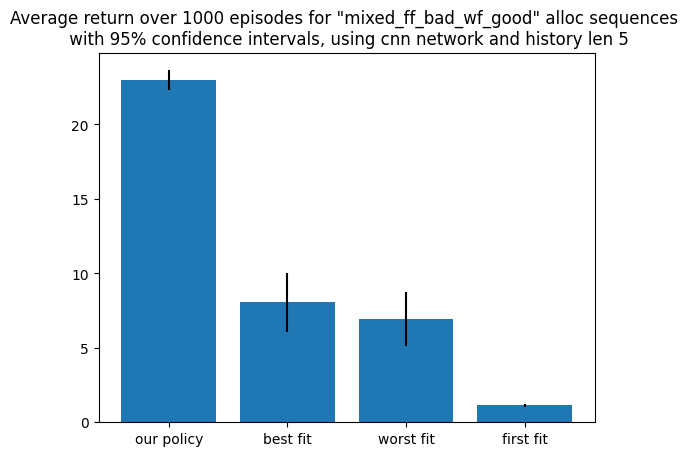 Average return over 1000 episodes for "mixed_ff_bad_wf_good" alloc sequences
with 95% confidence intervals, using cnn network and history len 5
20
15
10
5
0
our policy
best fit
worst fit
first fit